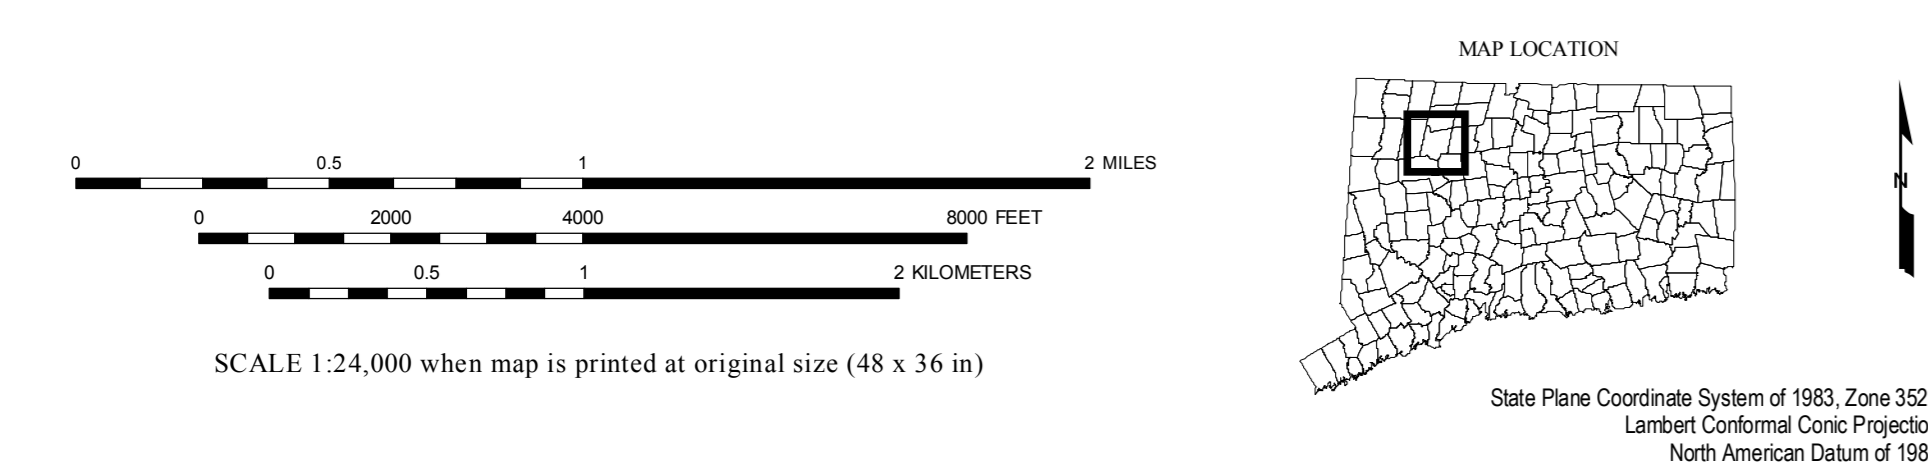 MAP LOCATION
0 0.5 1 2 MILES
0 2000 4000 8000 FEET
0 0.5 1 2 KILOMETERS
N
SCALE 1:24,000 when map is printed at original size (48 x 36 in)
State Plane Coordinate System of 1983, Zone 352
Lambert Conformal Conic Projectio
North American Datum of 198